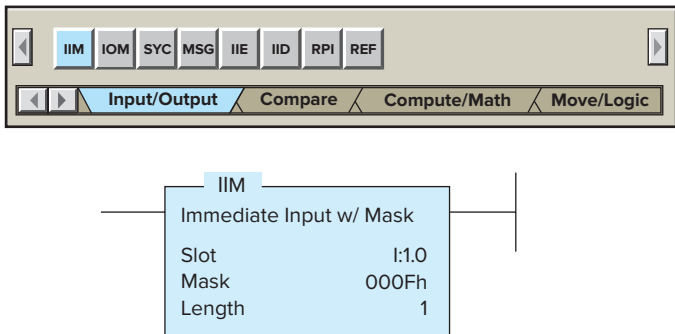 IIM IOM SYC MSG IIE IID RPI REF
Input/Output Compare Compute/Math Move/Logic
IIM
Immediate Input w/ Mask
Slot I:1.0
Mask 000Fh
Length 1